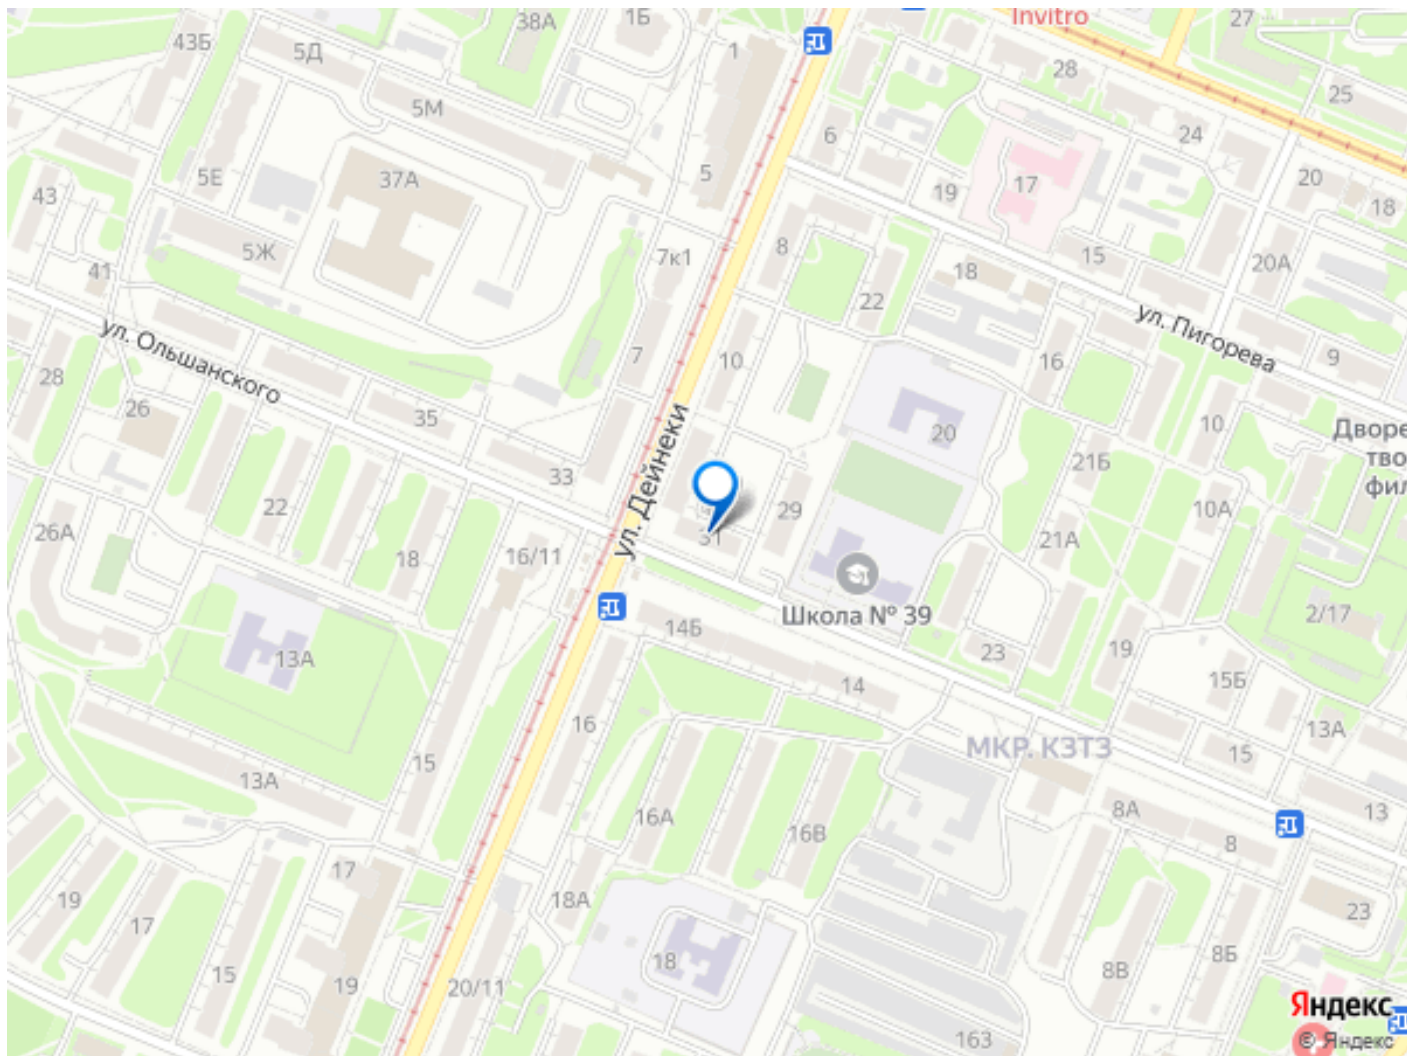 Invitro
38А
1Б
27
43Б
5Д
1
28
25
5М
6
24
5Е
37А
5
19
17
20
18
43
5Ж
7к1
8
15
20А
41
18
22
ул. Пигорева
ул. Ольшанского
7
10
16
9
28
26
35
20
10
Дворе
тво
фил
ул. Дейнеки
33
21Б
22
29
10А
26А
18
16/11
31
21А
Школа № 39
2/17
14Б
13А
23
19
15Б
14
16
13А
МКР. КЗТЗ
15
13А
15
16А
16В
8А
13
8
17
19
17
18А
23
15
19
20/11
18
8В
8Б
163
Яндекс
© Яндекс